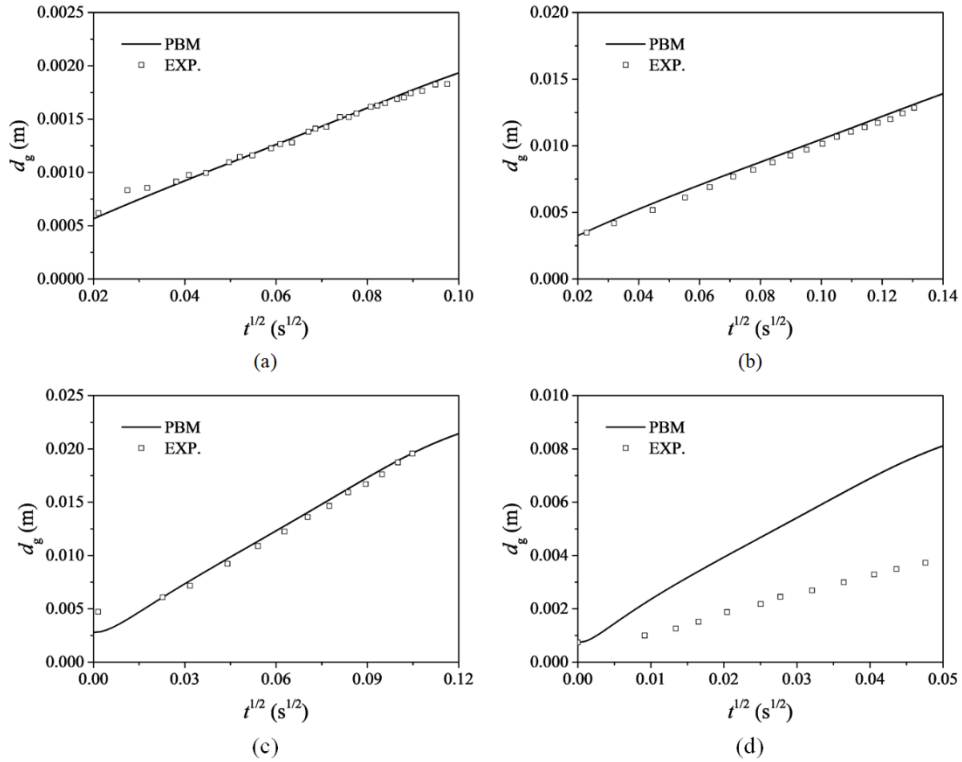 0.0025
0.0020
0.0015
0.0010
0.0005
0.0000
d_g (m)
PBM
EXP.
0.02 0.04 0.06 0.08 0.10
t^{1/2} (s^{1/2})
(a)
0.020
0.015
0.010
0.005
0.000
d_g (m)
PBM
EXP.
0.02 0.04 0.06 0.08 0.10 0.12 0.14
t^{1/2} (s^{1/2})
(b)
0.025
0.020
0.015
0.010
0.005
0.000
d_g (m)
PBM
EXP.
0.00 0.03 0.06 0.09 0.12
t^{1/2} (s^{1/2})
(c)
0.010
0.008
0.006
0.004
0.002
0.000
d_g (m)
PBM
EXP.
0.00 0.01 0.02 0.03 0.04 0.05
t^{1/2} (s^{1/2})
(d)